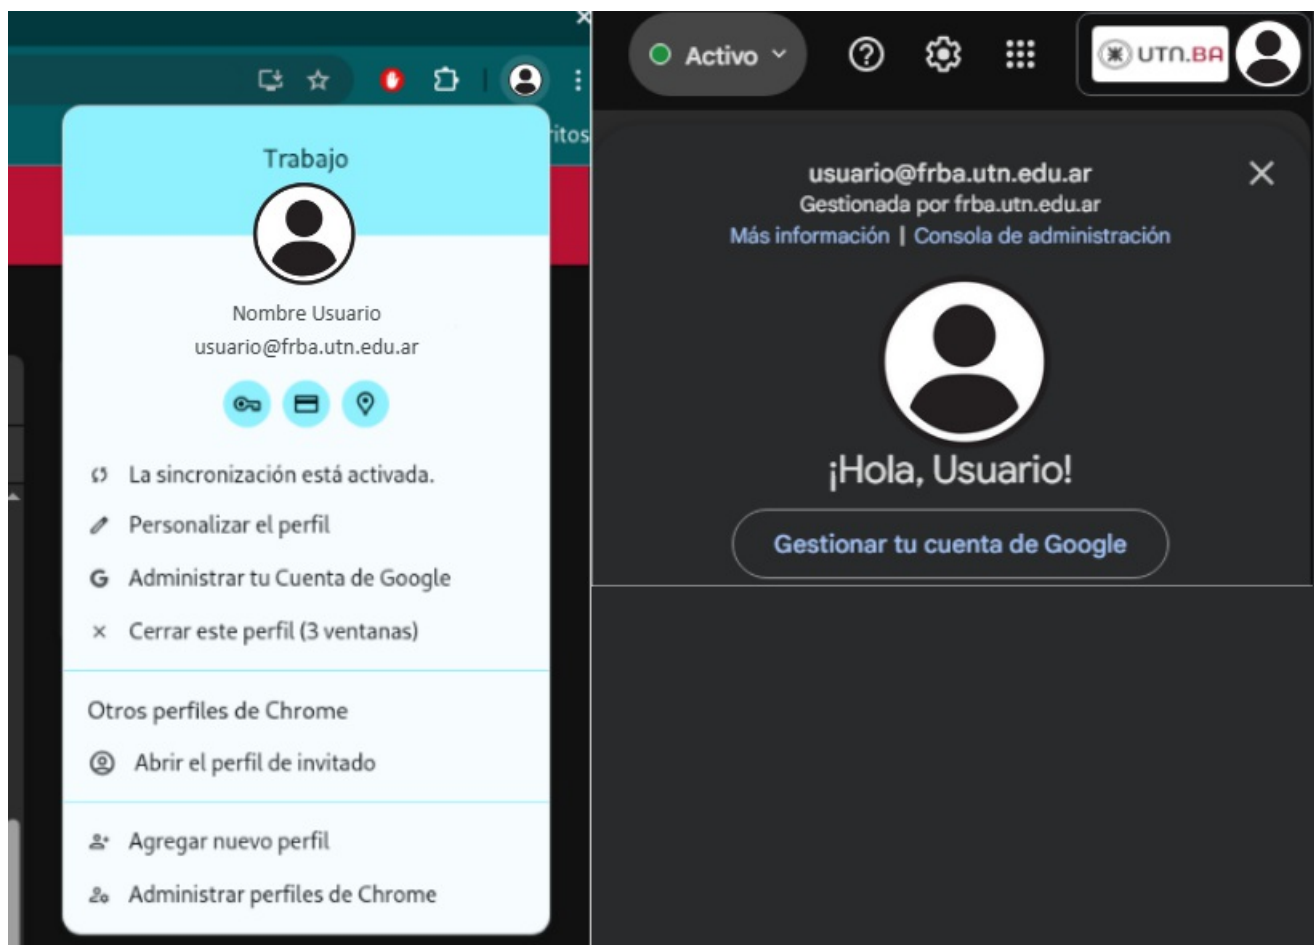 ritos
Trabajo
Nombre Usuario
usuario@frba.utn.edu.ar
La sincronización está activada.
Personalizar el perfil
G Administrar tu Cuenta de Google
Cerrar este perfil (3 ventanas)
Otros perfiles de Chrome
Abrir el perfil de invitado
Agregar nuevo perfil
Administrar perfiles de Chrome
Activo
UTN.BA
usuario@frba.utn.edu.ar
Gestionada por frba.utn.edu.ar
Más información | Consola de administración
¡Hola, Usuario!
Gestionar tu cuenta de Google